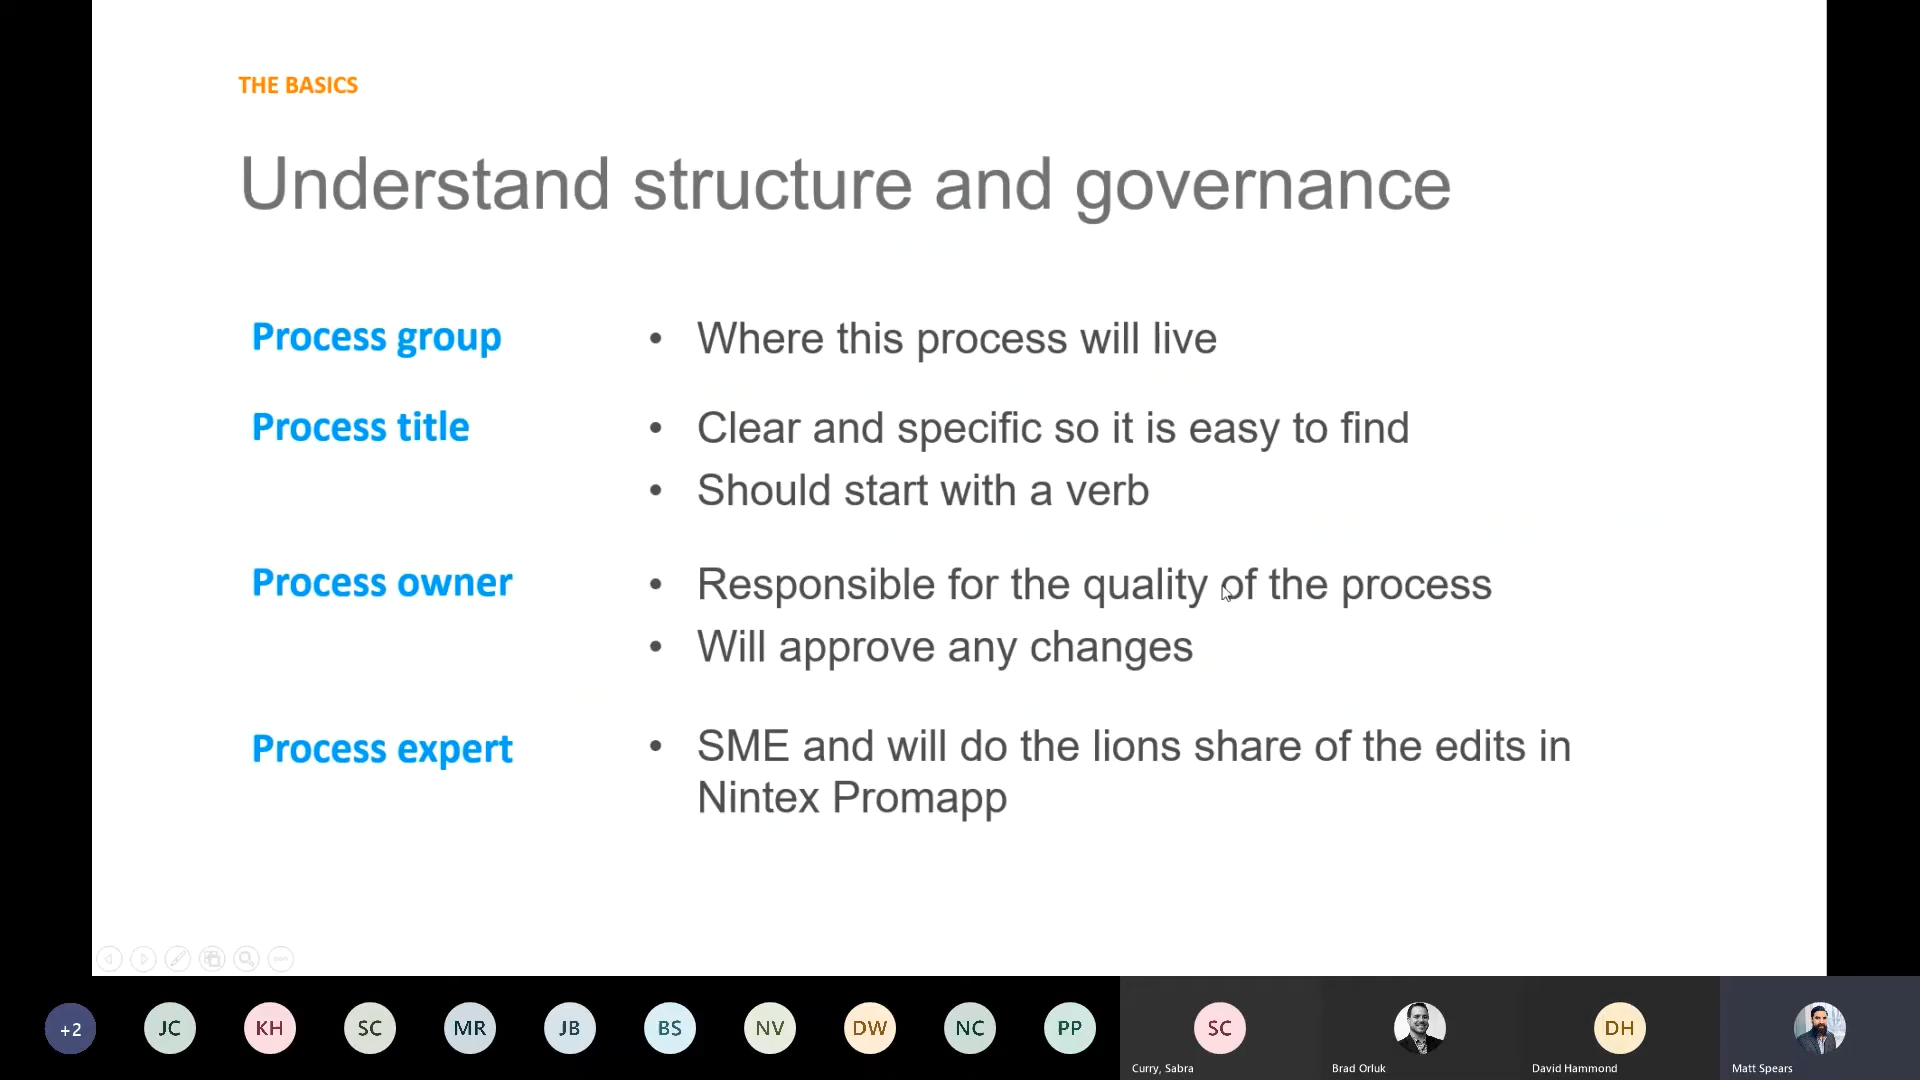 THE BASICS
Understand structure and governance
Process group
• Where this process will live
Process title
• Clear and specific so it is easy to find
• Should start with a verb
Process owner
• Responsible for the quality of the process
• Will approve any changes
Process expert
• SME and will do the lions share of the edits in
Nintex Promapp
+2
JC
KH
SC
MR
JB
BS
NV
DW
NC
PP
SC
DH
Curry, Sabra
Brad Orluk
David Hammond
Matt Spears